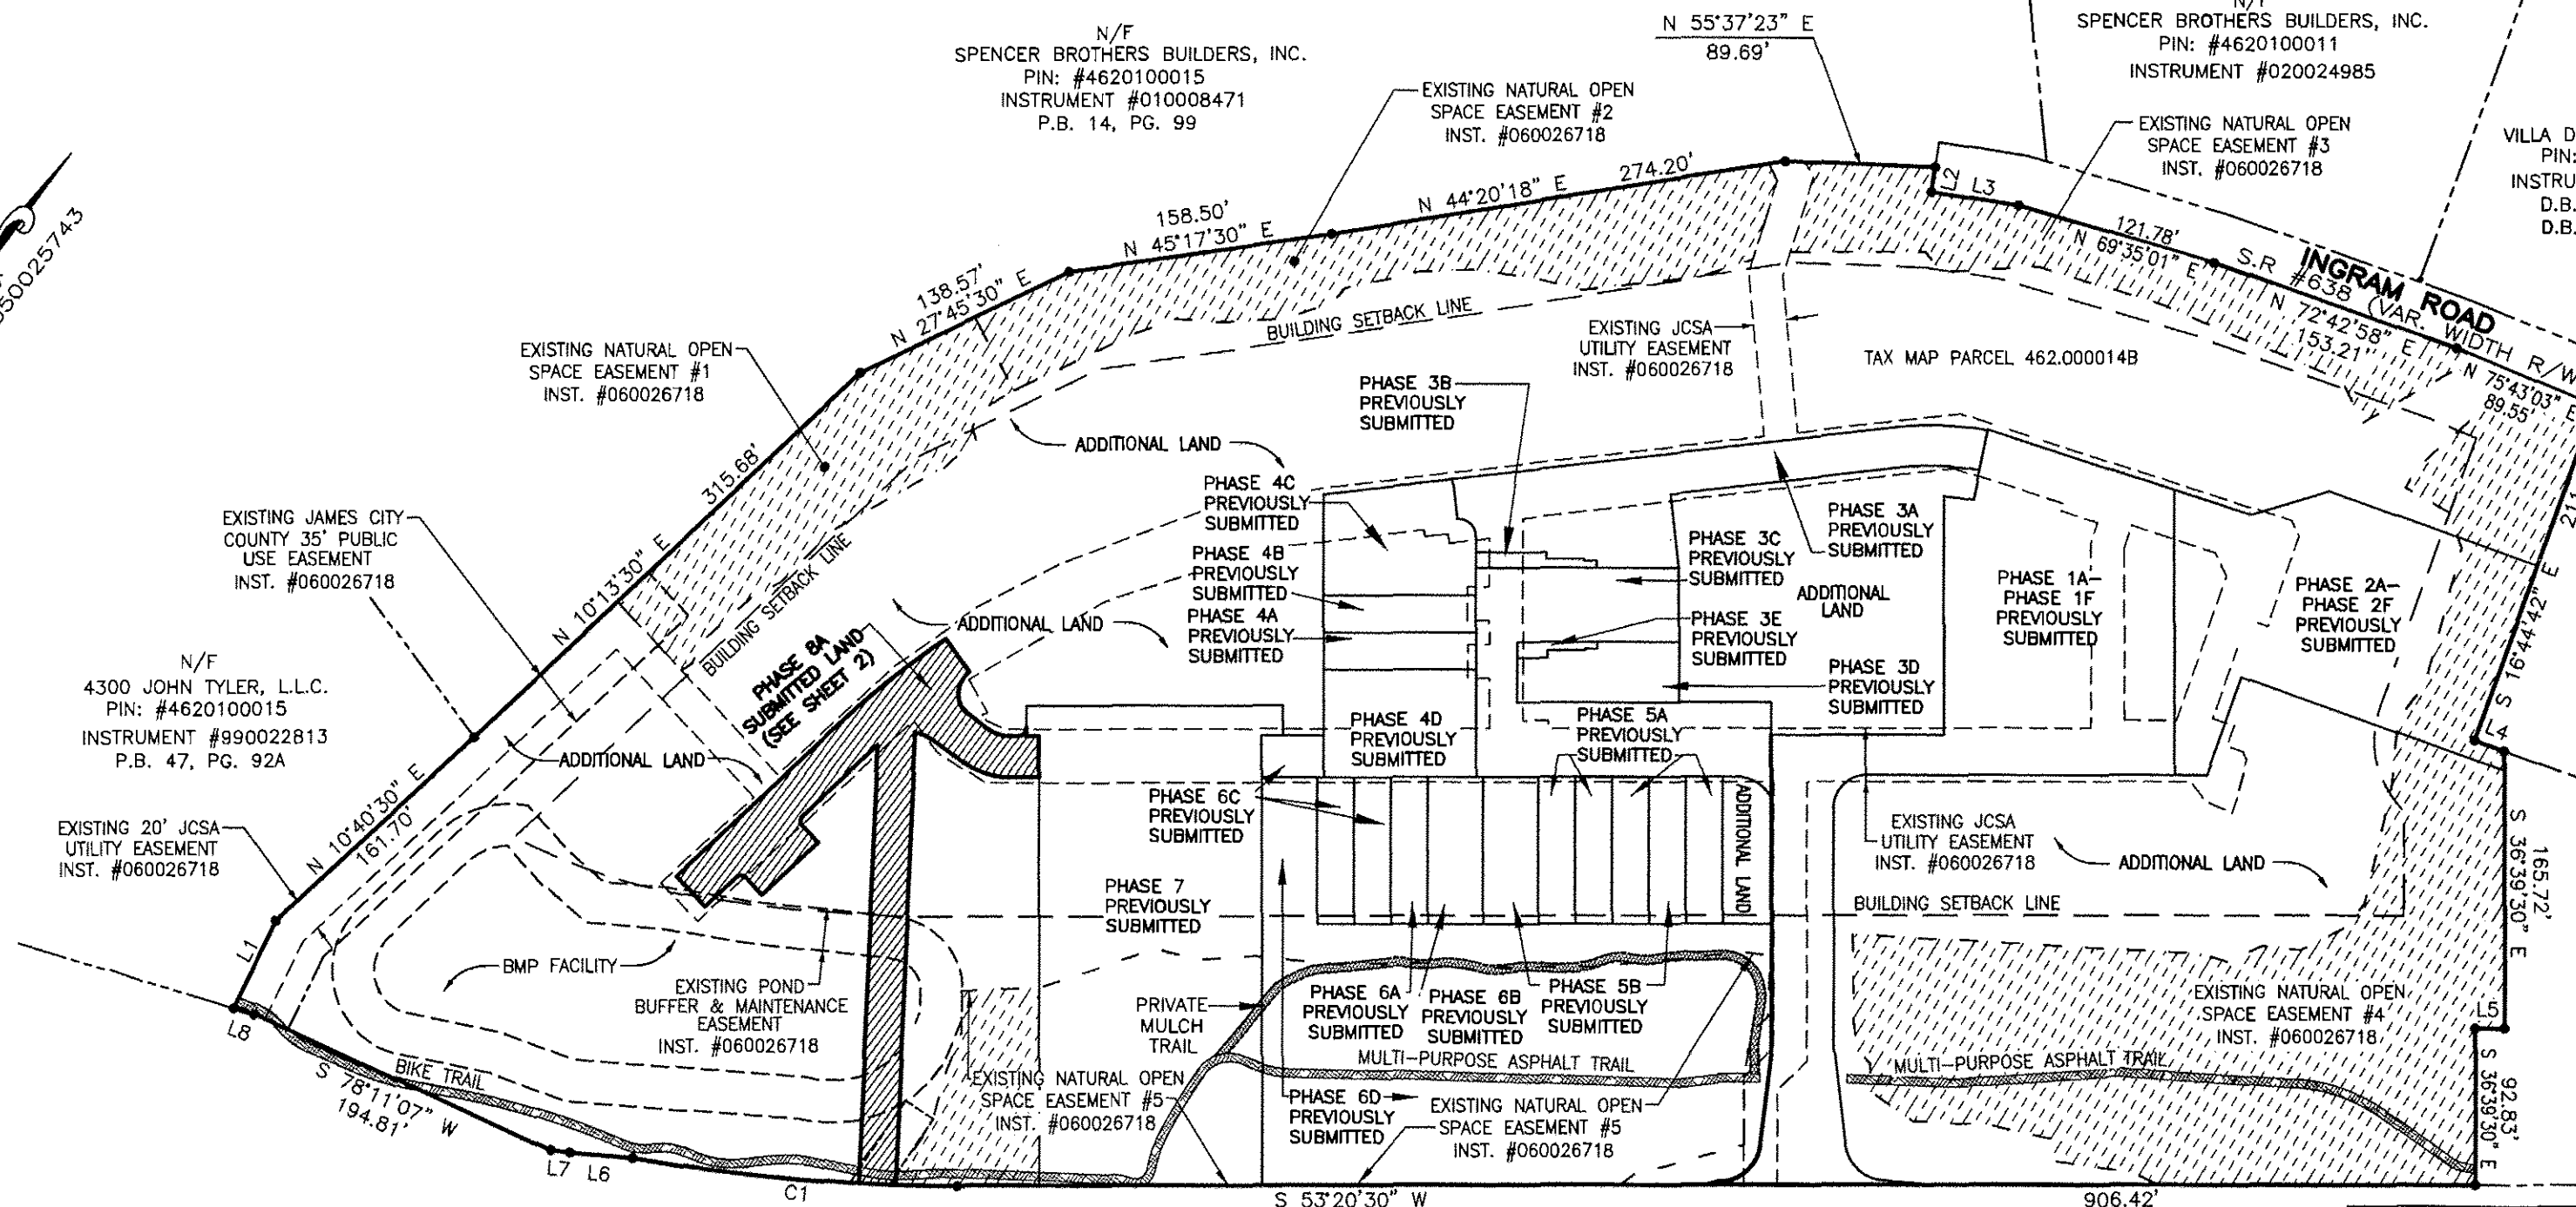 N/F
SPENCER BROTHERS BUILDERS, INC.
PIN: #4620100015
INSTRUMENT #010008471
P.B. 14, PG. 99
N 55°37'23" E
89.69'
N/F
SPENCER BROTHERS BUILDERS, INC.
PIN: #4620100011
INSTRUMENT #020024985
EXISTING NATURAL OPEN
SPACE EASEMENT #2
INST. #060026718
EXISTING NATURAL OPEN
SPACE EASEMENT #3
INST. #060026718
VILLA D
PIN:
INSTRU
D.B.
D.B.
500025743
L2
L3
274.20'
N 44°20'18" E
158.50'
N 45°17'30" E
138.57'
N 27°45'30" E
121.78'
N 69°35'01" E
S.R #638 (VAR. WIDTH R/W
INGRAM ROAD
N 72°42'58" E
153.21'
N 75°43'03" E
89.55'
BUILDING SETBACK LINE
EXISTING JCSA
UTILITY EASEMENT
INST. #060026718
TAX MAP PARCEL 462.000014B
EXISTING NATURAL OPEN
SPACE EASEMENT #1
INST. #060026718
PHASE 3B
PREVIOUSLY
SUBMITTED
ADDITIONAL LAND
315.68'
N 10°13'30" E
PHASE 4C
PREVIOUSLY
SUBMITTED
PHASE 3A
PREVIOUSLY
SUBMITTED
EXISTING JAMES CITY
COUNTY 35' PUBLIC
USE EASEMENT
INST. #060026718
BUILDING SETBACK LINE
PHASE 4B
PREVIOUSLY
SUBMITTED
PHASE 3C
PREVIOUSLY
SUBMITTED
ADDITIONAL
LAND
PHASE 1A-
PHASE 1F
PREVIOUSLY
SUBMITTED
PHASE 2A-
PHASE 2F
PREVIOUSLY
SUBMITTED
211
S 16°44'42" E
PHASE 4A
PREVIOUSLY
SUBMITTED
PHASE 3E
PREVIOUSLY
SUBMITTED
ADDITIONAL LAND
PHASE 8A
SUBMITTED LAND
(SEE SHEET 2)
PHASE 3D
PREVIOUSLY
SUBMITTED
N/F
4300 JOHN TYLER, L.L.C.
PIN: #4620100015
INSTRUMENT #990022813
P.B. 47, PG. 92A
PHASE 4D
PREVIOUSLY
SUBMITTED
PHASE 5A
PREVIOUSLY
SUBMITTED
L4
ADDITIONAL LAND
N 10°40'30" E
161.70'
PHASE 6C
PREVIOUSLY
SUBMITTED
ADDITIONAL LAND
EXISTING 20' JCSA
UTILITY EASEMENT
INST. #060026718
EXISTING JCSA
UTILITY EASEMENT
INST. #060026718
ADDITIONAL LAND
165.72'
S 36°39'30" E
PHASE 7
PREVIOUSLY
SUBMITTED
BUILDING SETBACK LINE
L1
BMP FACILITY
EXISTING POND
BUFFER & MAINTENANCE
EASEMENT
INST. #060026718
PRIVATE
MULCH
TRAIL
PHASE 6A
PREVIOUSLY
SUBMITTED
PHASE 6B
PREVIOUSLY
SUBMITTED
PHASE 5B
PREVIOUSLY
SUBMITTED
EXISTING NATURAL OPEN
SPACE EASEMENT #4
INST. #060026718
L5
L8
BIKE TRAIL
S 78°11'07" W
194.81'
MULTI-PURPOSE ASPHALT TRAIL
MULTI-PURPOSE ASPHALT TRAIL
EXISTING NATURAL OPEN
SPACE EASEMENT #5
INST. #060026718
PHASE 6D
PREVIOUSLY
SUBMITTED
EXISTING NATURAL OPEN
SPACE EASEMENT #5
INST. #060026718
92.83'
S 36°39'30" E
L7
L6
C1
S 53°20'30" W
906.42'